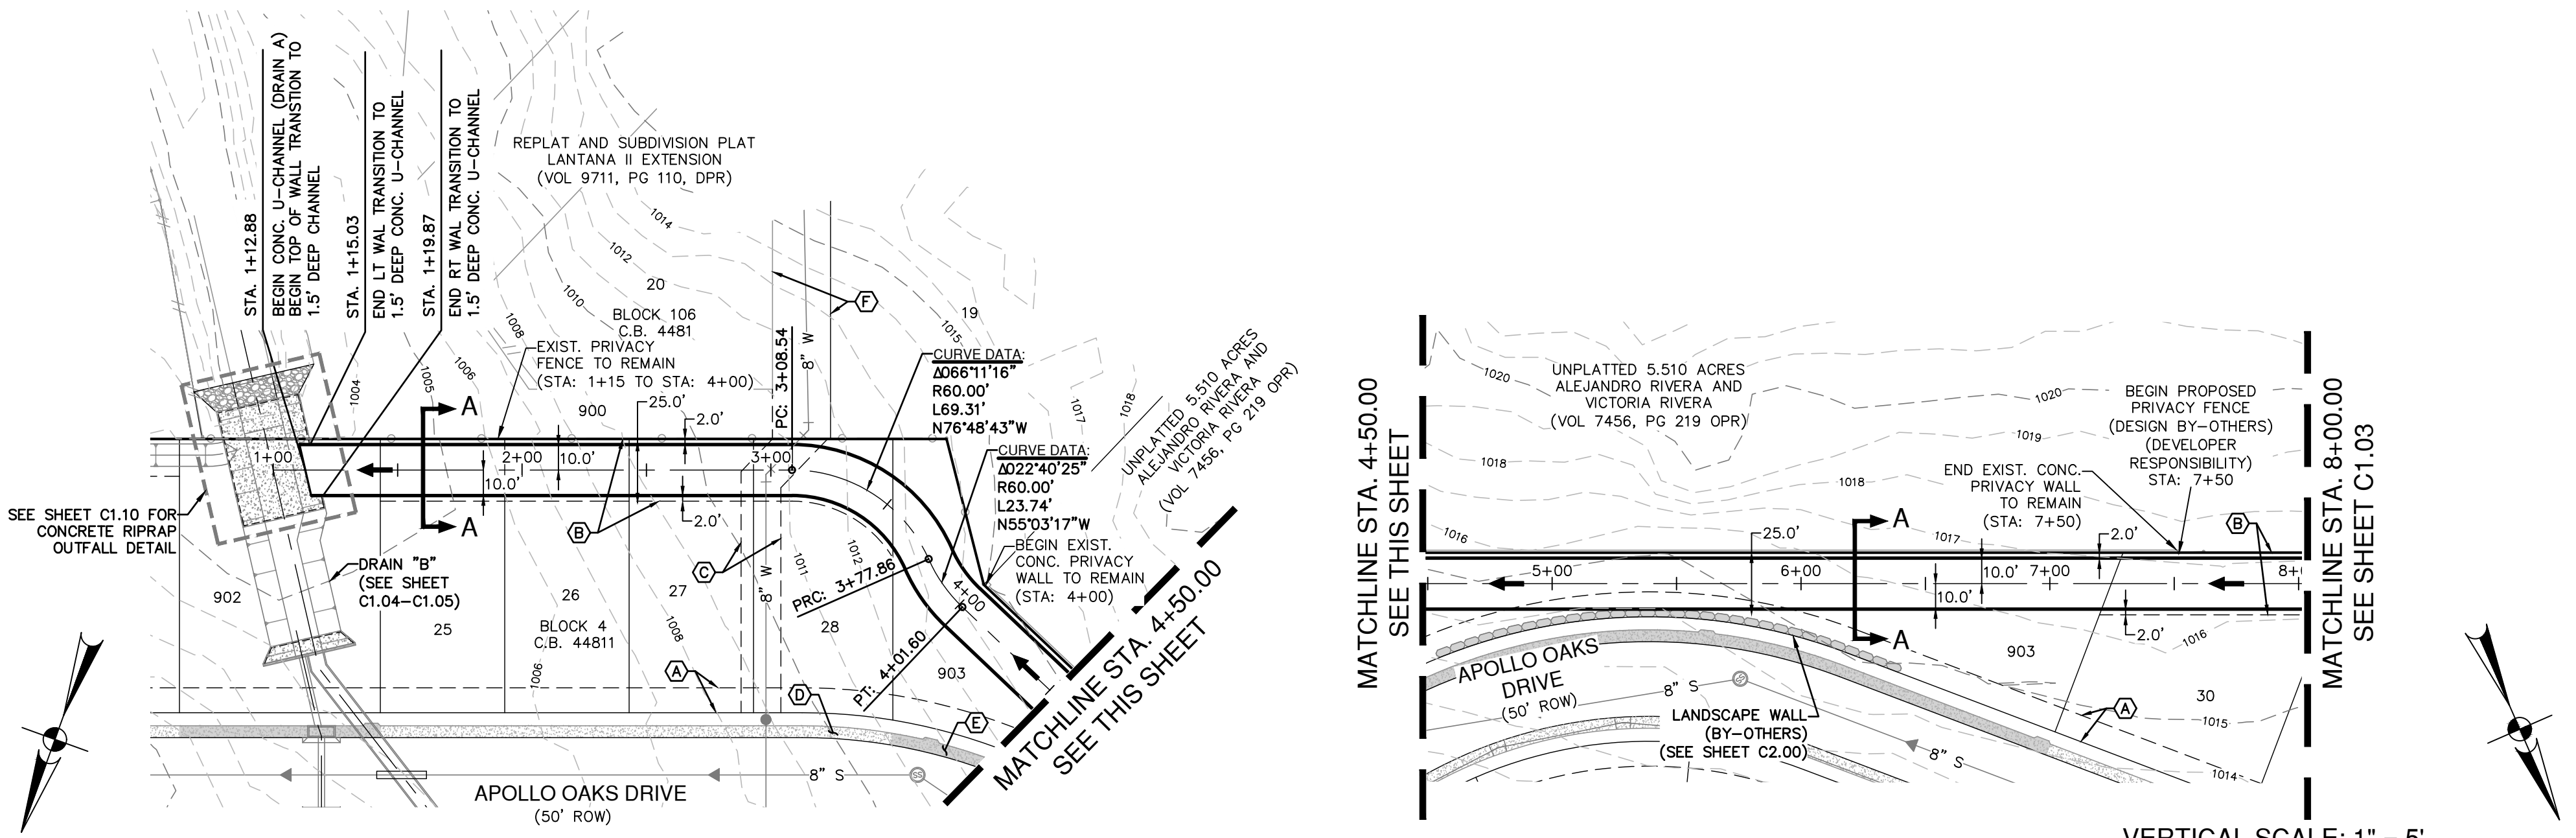 STA. 1+12.88
BEGIN CONC. U-CHANNEL (DRAIN A)
BEGIN TOP OF WALL TRANSTION TO
1.5' DEEP CHANNEL
STA. 1+15.03
END LT WAL TRANSITION TO
1.5' DEEP CONC. U-CHANNEL
STA. 1+19.87
END RT WAL TRANSITION TO
1.5' DEEP CONC. U-CHANNEL
REPLAT AND SUBDIVISION PLAT
LANTANA II EXTENSION
(VOL 9711, PG 110, DPR)
1014
1012
1010
1008
1006
1005
1004
20
BLOCK 106
C.B. 4481
EXIST. PRIVACY
FENCE TO REMAIN
(STA: 1+15 TO STA: 4+00)
900
F
19
1015
PC: 3+08.54
8" W
CURVE DATA:
Δ066°11'16"
R60.00'
L69.31'
N76°48'43"W
CURVE DATA:
Δ022°40'25"
R60.00'
L23.74'
N55°03'17"W
1017
1018
UNPLATTED 5.510 ACRES
ALEJANDRO RIVERA AND
VICTORIA RIVERA
(VOL 7456, PG 219 OPR)
BEGIN EXIST.
CONC. PRIVACY
WALL TO REMAIN
(STA: 4+00)
A
A
25.0'
2.0'
1+00
2+00
10.0'
3+00
10.0'
2.0'
B
C
SEE SHEET C1.10 FOR
CONCRETE RIPRAP
OUTFALL DETAIL
DRAIN "B"
(SEE SHEET
C1.04-C1.05)
902
25
26
BLOCK 4
C.B. 44811
27
1008
1006
8" W
1011
1012
28
PRC: 3+77.86
4+00
PT: 4+01.60
903
A
D
E
8" S
SS
APOLLO OAKS DRIVE
(50' ROW)
MATCHLINE STA. 4+50.00
SEE THIS SHEET
MATCHLINE STA. 4+50.00
SEE THIS SHEET
1020
UNPLATTED 5.510 ACRES
ALEJANDRO RIVERA AND
VICTORIA RIVERA
(VOL 7456, PG 219 OPR)
1020
1019
1018
1018
1017
1016
BEGIN PROPOSED
PRIVACY FENCE
(DESIGN BY-OTHERS)
(DEVELOPER
RESPONSIBILITY)
STA: 7+50
END EXIST. CONC.
PRIVACY WALL
TO REMAIN
(STA: 7+50)
A
A
25.0'
2.0'
B
5+00
6+00
10.0'
7+00
8+0
10.0'
2.0'
1016
903
30
1015
1014
A
APOLLO OAKS
DRIVE
(50' ROW)
8" S
SS
8" S
LANDSCAPE WALL
(BY-OTHERS)
(SEE SHEET C2.00)
MATCHLINE STA. 8+00.00
SEE SHEET C1.03
VERTICAL SCALE: 1" = 5'